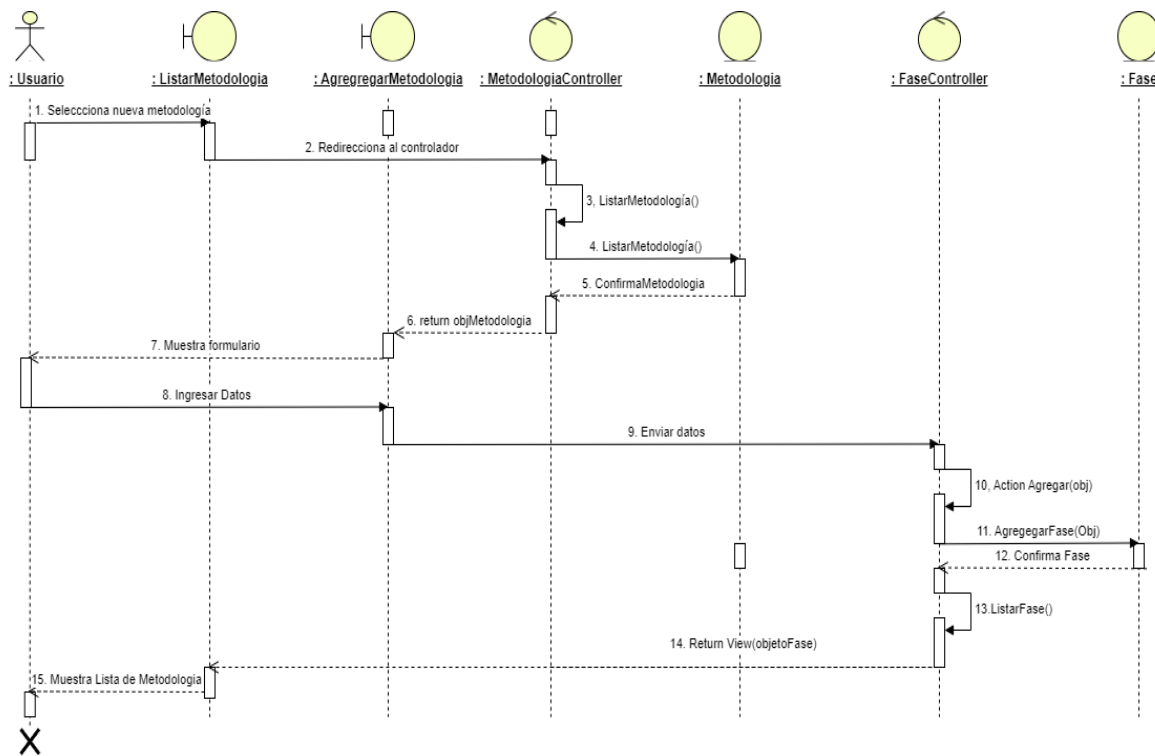 : Usuario
: ListarMetodologia
: AgregregarMetodologia
: MetodologiaController
: Metodologia
: FaseController
: Fase
1. Seleccciona nueva metodología
2. Redirecciona al controlador
3, ListarMetodología()
4. ListarMetodología()
5. ConfirmaMetodologia
6. return objMetodologia
7. Muestra formulario
8. Ingresar Datos
9. Enviar datos
10, Action Agregar(obj)
11. AgregegarFase(Obj)
12. Confirma Fase
13.ListarFase()
14. Return View(objetoFase)
15. Muestra Lista de Metodologia